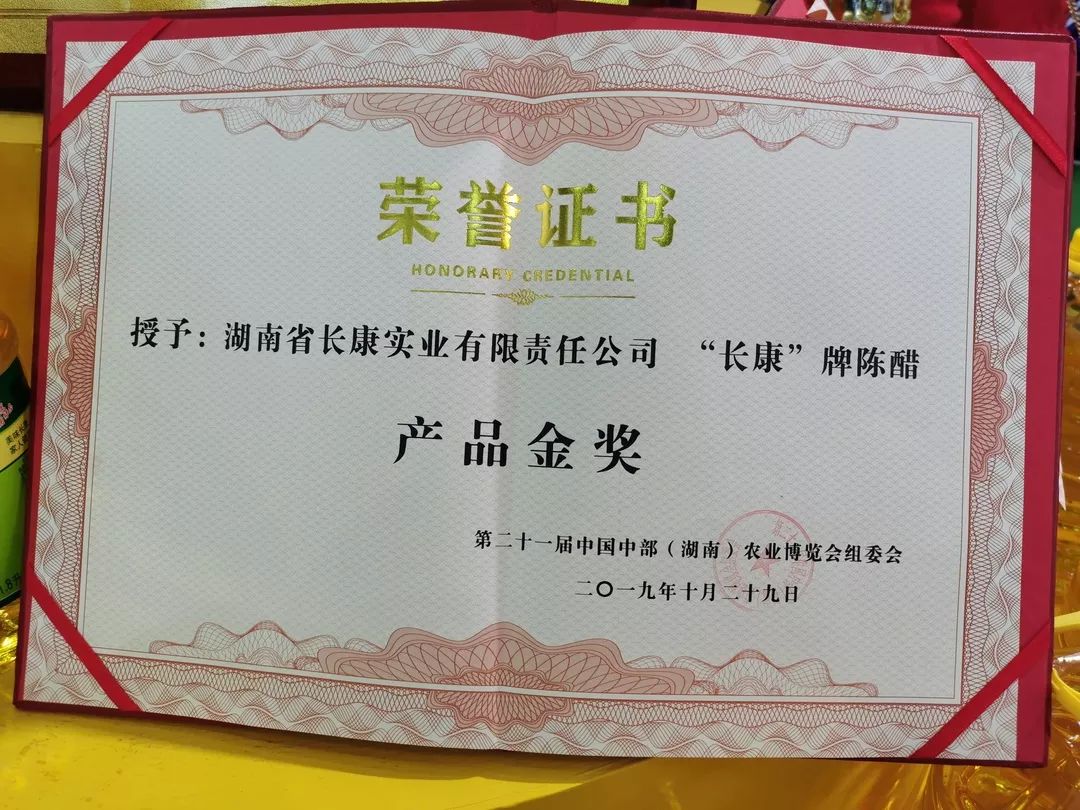 荣誉证书
HONORARY CREDENTIAL
授予：湖南省长康实业有限责任公司 “长康”牌陈醋
产品金奖
第二十一届中国中部（湖南）农业博览会组委会
二〇一九年十月二十九日
1.8升